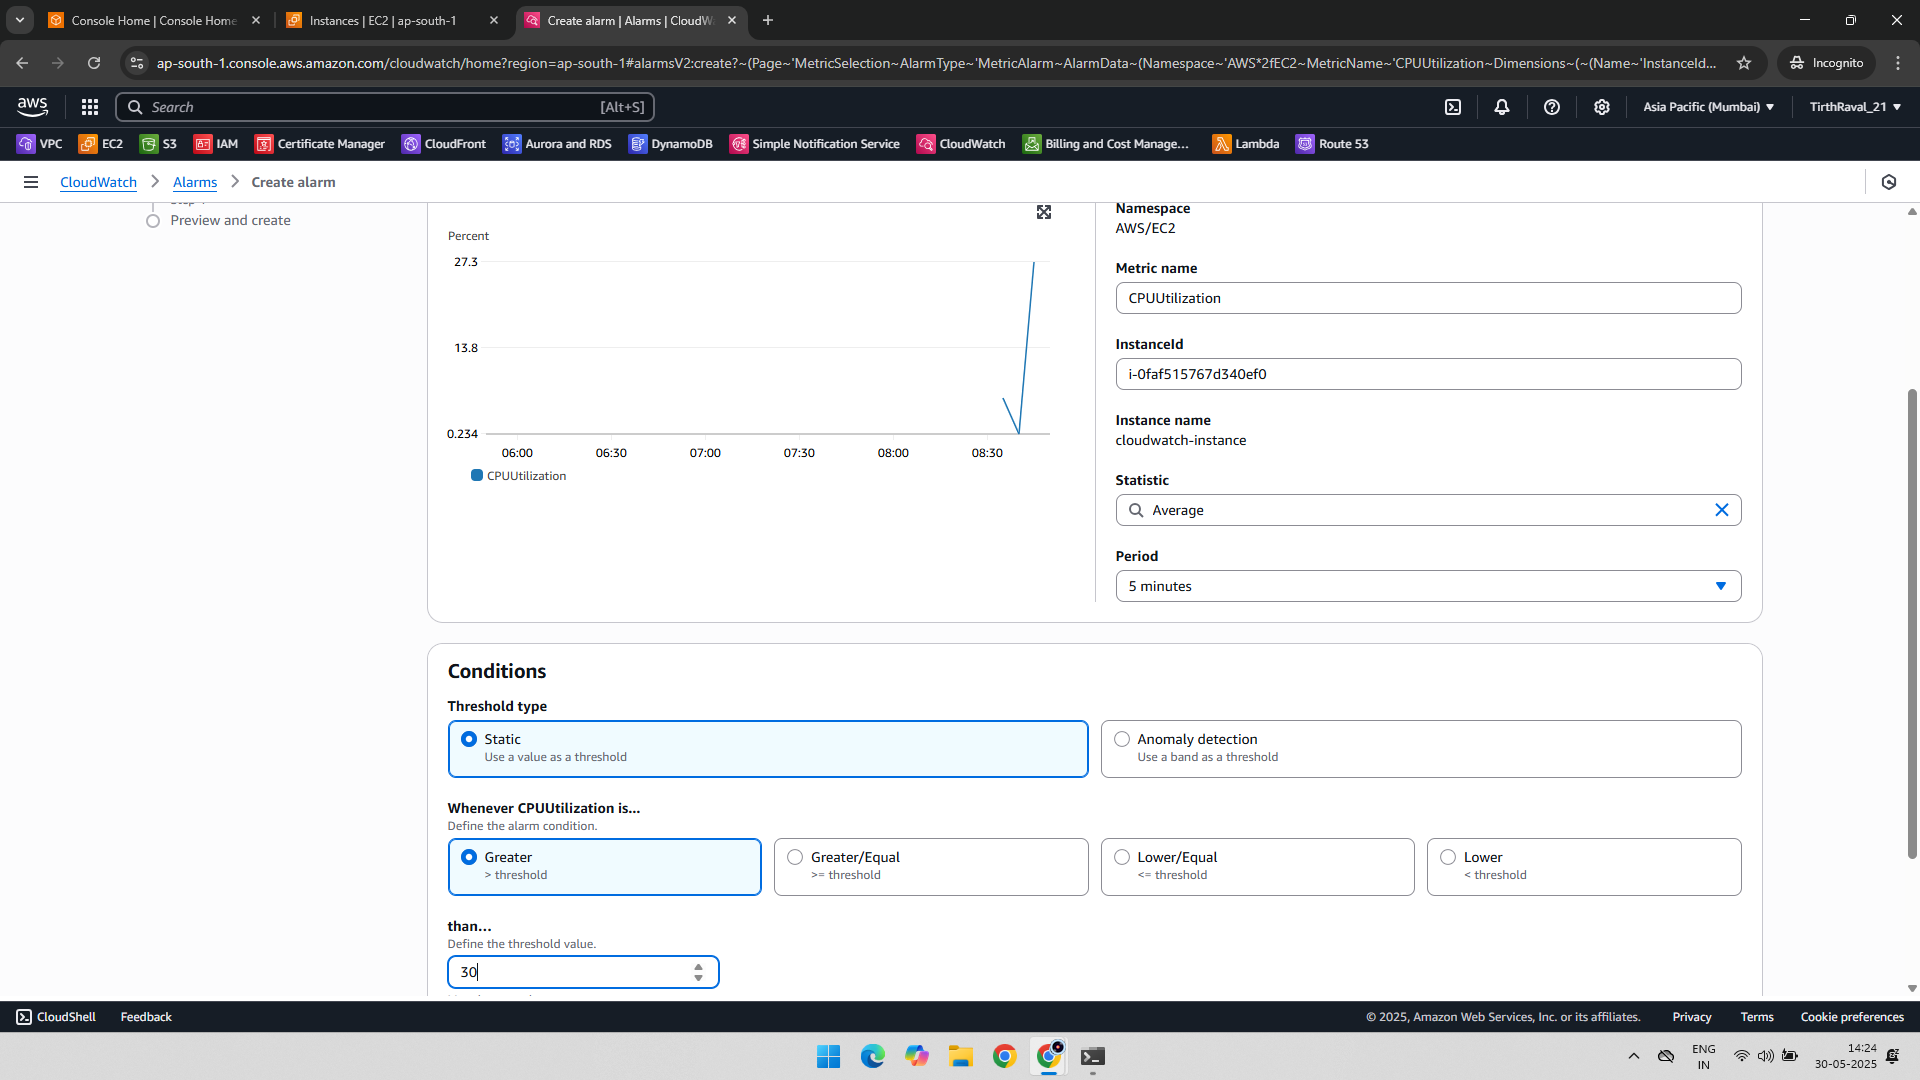 Console Home | Console Home
Instances | EC2 | ap-south-1
Create alarm | Alarms | CloudW
ap-south-1.console.aws.amazon.com/cloudwatch/home?region=ap-south-1#alarmsV2:create?~(Page~'MetricSelection~AlarmType~'MetricAlarm~AlarmData~(Namespace~'AWS*2fEC2~MetricName~'CPUUtilization~Dimensions~(~(Name~'InstanceId...
Incognito
aws
Search
[Alt+S]
Asia Pacific (Mumbai)
TirthRaval_21
VPC
EC2
S3
IAM
Certificate Manager
CloudFront
Aurora and RDS
DynamoDB
Simple Notification Service
CloudWatch
Billing and Cost Manage...
Lambda
Route 53
CloudWatch
Alarms
Create alarm
Preview and create
Percent
27.3
13.8
0.234
06:00
06:30
07:00
07:30
08:00
08:30
CPUUtilization
Namespace
AWS/EC2
Metric name
CPUUtilization
InstanceId
i-0faf515767d340ef0
Instance name
cloudwatch-instance
Statistic
Average
Period
5 minutes
Conditions
Threshold type
Static
Use a value as a threshold
Anomaly detection
Use a band as a threshold
Whenever CPUUtilization is...
Define the alarm condition.
Greater
> threshold
Greater/Equal
>= threshold
Lower/Equal
<= threshold
Lower
< threshold
than...
Define the threshold value.
30
CloudShell
Feedback
© 2025, Amazon Web Services, Inc. or its affiliates.
Privacy
Terms
Cookie preferences
ENG
IN
14:24
30-05-2025